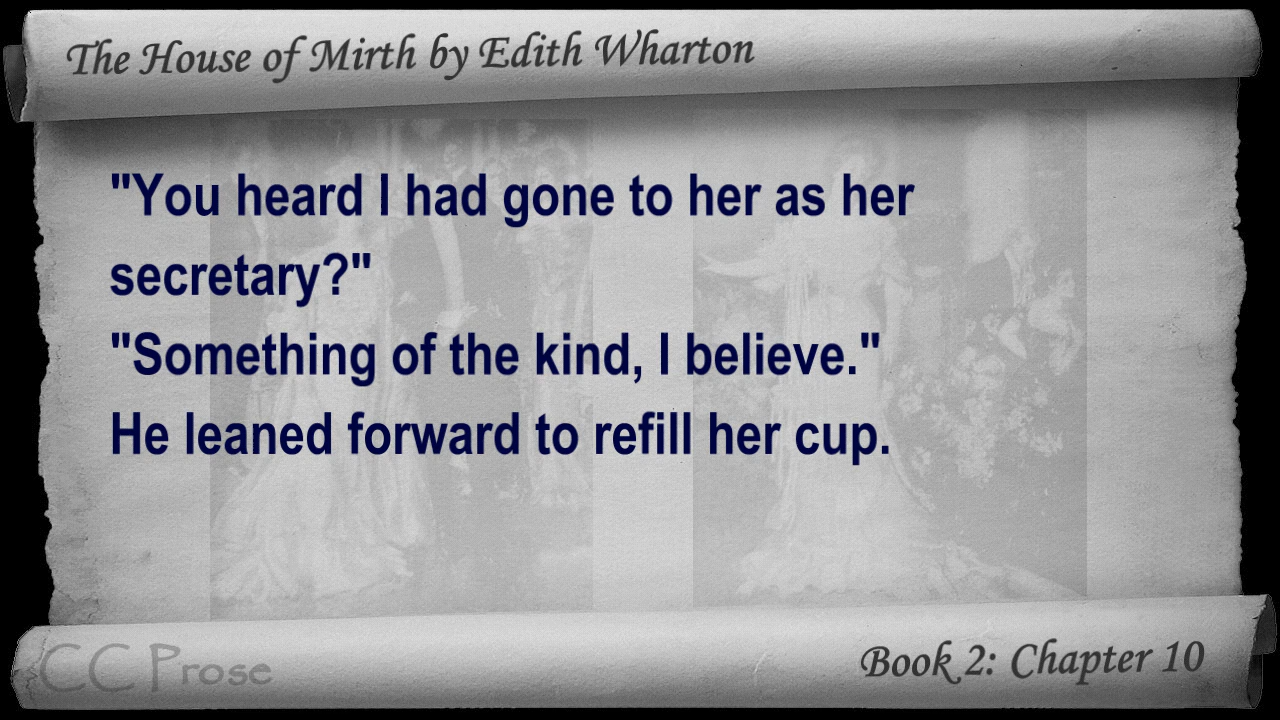 The House of Mirth by Edith Wharton
"You heard I had gone to her as her
secretary?"
"Something of the kind, I believe."
He leaned forward to refill her cup.
CC Prose
Book 2: Chapter 10